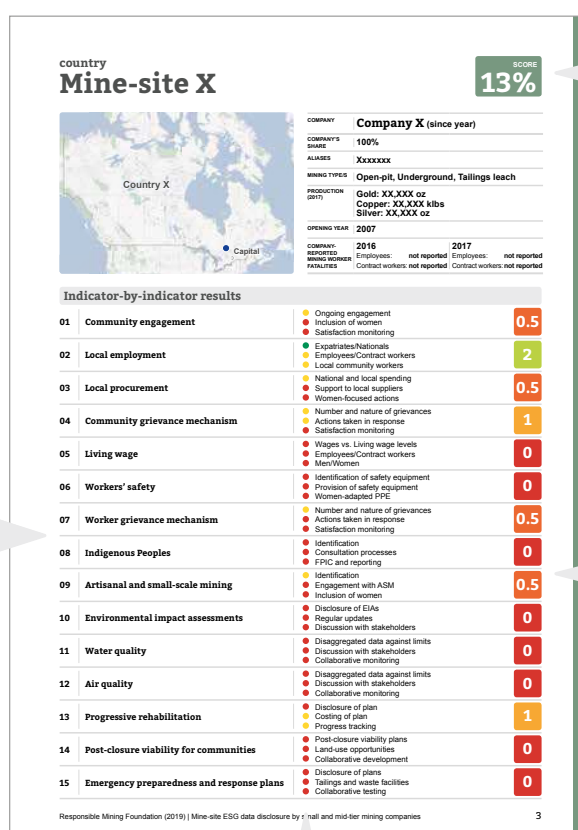 country
Mine-site X
SCORE
13%
Country X
Capital
COMPANY Company X (since year)
COMPANY'S SHARE 100%
ALIASES Xxxxxxx
MINING TYPE/S Open-pit, Underground, Tailings leach
PRODUCTION (2017) Gold: XX,XXX oz
Copper: XX,XXX klbs
Silver: XX,XXX oz
OPENING YEAR 2007
COMPANY-REPORTED MINING WORKER FATALITIES
2016 2017
Employees: not reported Employees: not reported
Contract workers: not reported Contract workers: not reported
Indicator-by-indicator results
01 Community engagement
Ongoing engagement
Inclusion of women
Satisfaction monitoring
0.5
02 Local employment
Expatriates/Nationals
Employees/Contract workers
Local community workers
2
03 Local procurement
National and local spending
Support to local suppliers
Women-focused actions
0.5
04 Community grievance mechanism
Number and nature of grievances
Actions taken in response
Satisfaction monitoring
1
05 Living wage
Wages vs. Living wage levels
Employees/Contract workers
Men/Women
0
06 Workers' safety
Identification of safety equipment
Provision of safety equipment
Women-adapted PPE
0
07 Worker grievance mechanism
Number and nature of grievances
Actions taken in response
Satisfaction monitoring
0.5
08 Indigenous Peoples
Identification
Consultation processes
FPIC and reporting
0
09 Artisanal and small-scale mining
Identification
Engagement with ASM
Inclusion of women
0.5
10 Environmental impact assessments
Disclosure of EIAs
Regular updates
Discussion with stakeholders
0
11 Water quality
Disaggregated data against limits
Discussion with stakeholders
Collaborative monitoring
0
12 Air quality
Disaggregated data against limits
Discussion with stakeholders
Collaborative monitoring
0
13 Progressive rehabilitation
Disclosure of plan
Costing of plan
Progress tracking
1
14 Post-closure viability for communities
Post-closure viability plans
Land-use opportunities
Collaborative development
0
15 Emergency preparedness and response plans
Disclosure of plans
Tailings and waste facilities
Collaborative testing
0
Responsible Mining Foundation (2019) | Mine-site ESG data disclosure by small and mid-tier mining companies 3